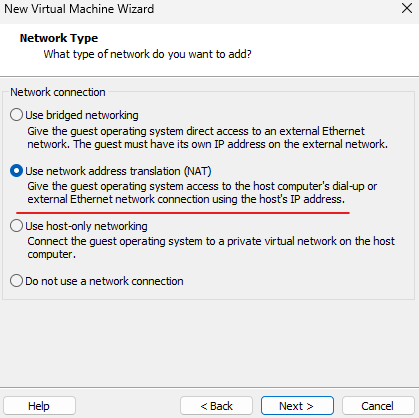 New Virtual Machine Wizard
Network Type
What type of network do you want to add?
Network connection
Use bridged networking
Give the guest operating system direct access to an external Ethernet
network. The guest must have its own IP address on the external network.
Use network address translation (NAT)
Give the guest operating system access to the host computer's dial-up or
external Ethernet network connection using the host's IP address.
Use host-only networking
Connect the guest operating system to a private virtual network on the host
computer.
Do not use a network connection
Help
< Back
Next >
Cancel